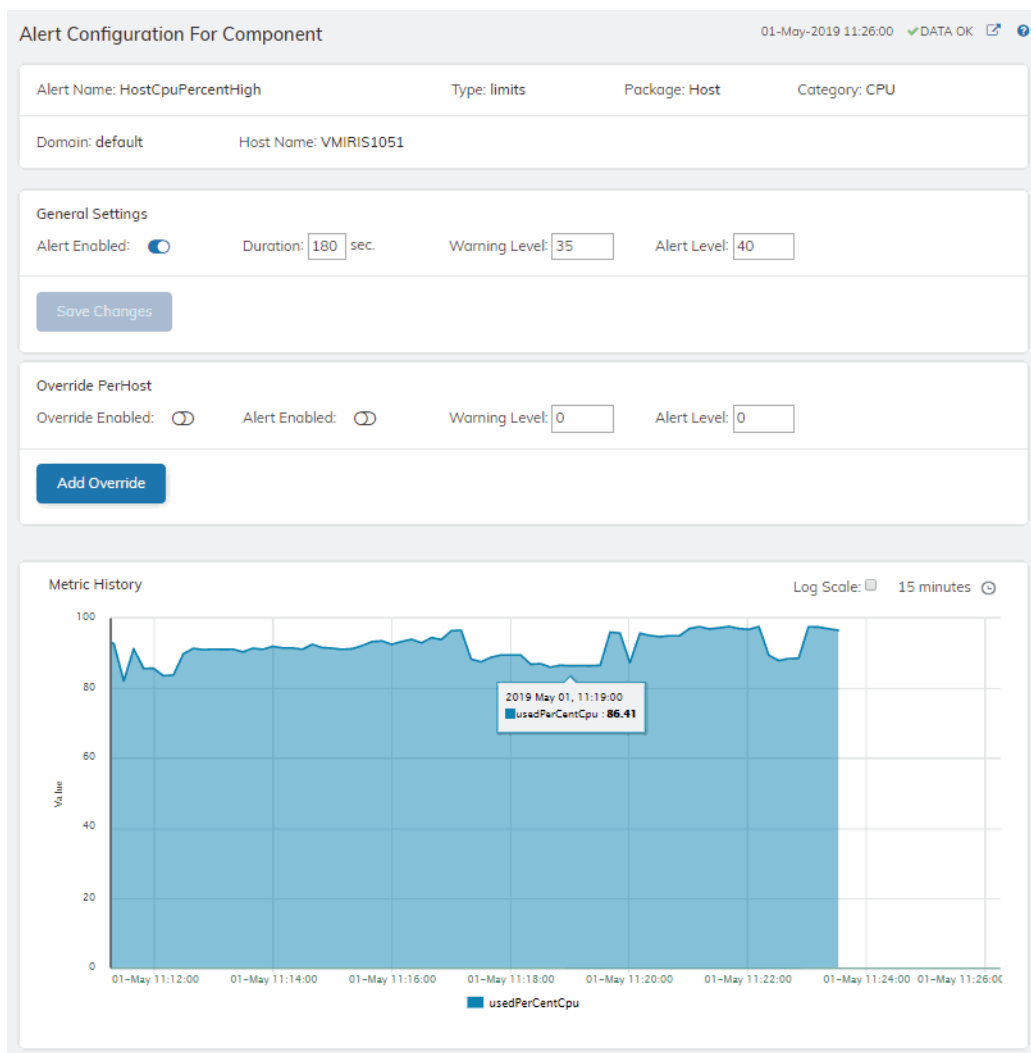 Alert Configuration For Component
01-May-2019 11:26:00 DATA OK
Alert Name: HostCpuPercentHigh Type: limits Package: Host Category: CPU
Domain: default Host Name: VMIRIS1051
General Settings
Alert Enabled: Duration: 180 sec. Warning Level: 35 Alert Level: 40
Save Changes
Override PerHost
Override Enabled: Alert Enabled: Warning Level: 0 Alert Level: 0
Add Override
Metric History
Log Scale: 15 minutes
100
80
60
40
20
0
Value
2019 May 01, 11:19:00
usedPerCentCpu : 86.41
01-May 11:12:00 01-May 11:14:00 01-May 11:16:00 01-May 11:18:00 01-May 11:20:00 01-May 11:22:00 01-May 11:24:00 01-May 11:26:00
usedPerCentCpu